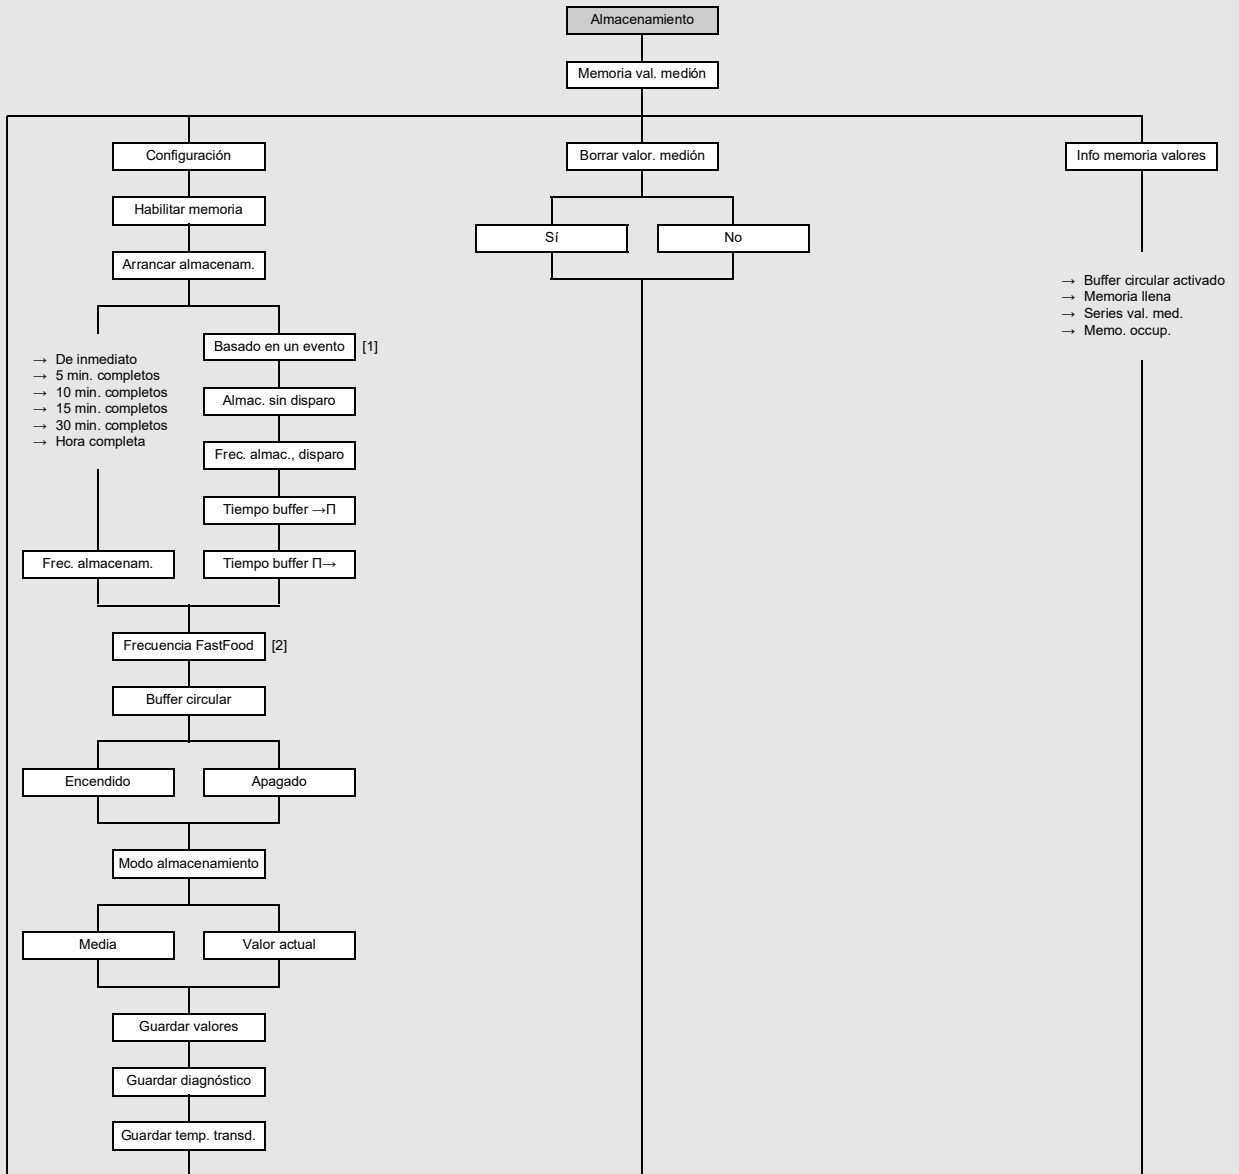 Almacenamiento
Memoria val. medión
Configuración
Borrar valor. medión
Info memoria valores
Habilitar memoria
Sí
No
Arrancar almacenam.
→ Buffer circular activado
→ Memoria llena
→ Series val. med.
→ Memo. occup.
Basado en un evento [1]
→ De inmediato
→ 5 min. completos
→ 10 min. completos
→ 15 min. completos
→ 30 min. completos
→ Hora completa
Almac. sin disparo
Frec. almac., disparo
Tiempo buffer →Π
Frec. almacenam.
Tiempo buffer Π→
Frecuencia FastFood [2]
Buffer circular
Encendido
Apagado
Modo almacenamiento
Media
Valor actual
Guardar valores
Guardar diagnóstico
Guardar temp. transd.